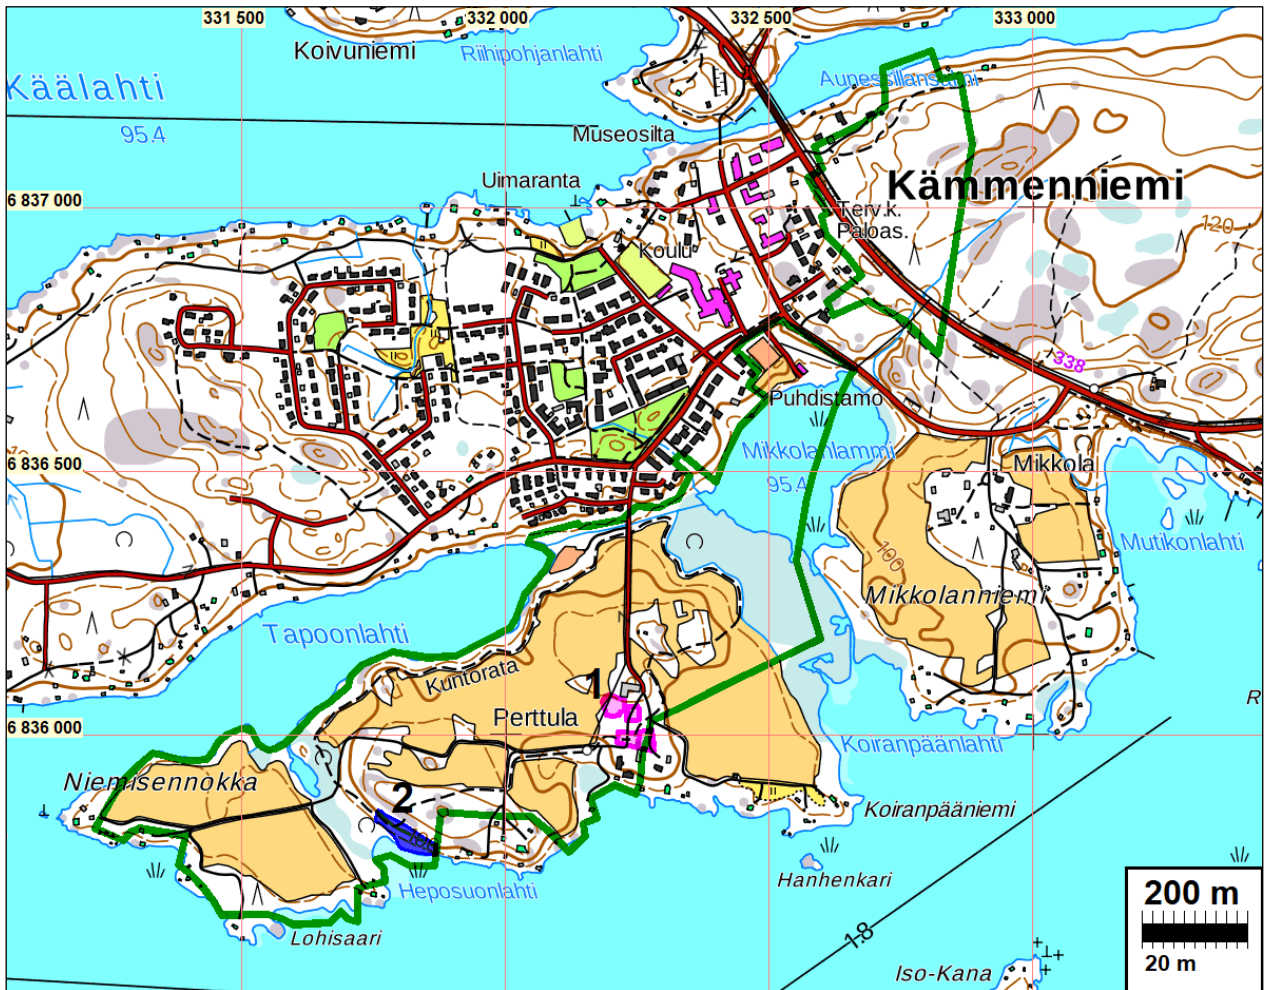 331 500
332 000
332 500
333 000
Koivuniemi
Riihipohjanlahti
Käälahti
Aunessillansalmi
95.4
Museosilta
Uimaranta
Kämmenniemi
6 837 000
Terv.k.
Paloas.
120
Koulu
338
Puhdistamo
Mikkolanlammi
6 836 500
Mikkola
95.4
Mutikonlahti
100
Mikkolanniemi
Tapoonlahti
Kuntorata
1
Perttula
R
6 836 000
Koiranpäänlahti
Niemisennokka
2
100
Koiranpääniemi
Hanhenkari
Heposuonlahti
200 m
Lohisaari
1.8
20 m
Iso-Kana